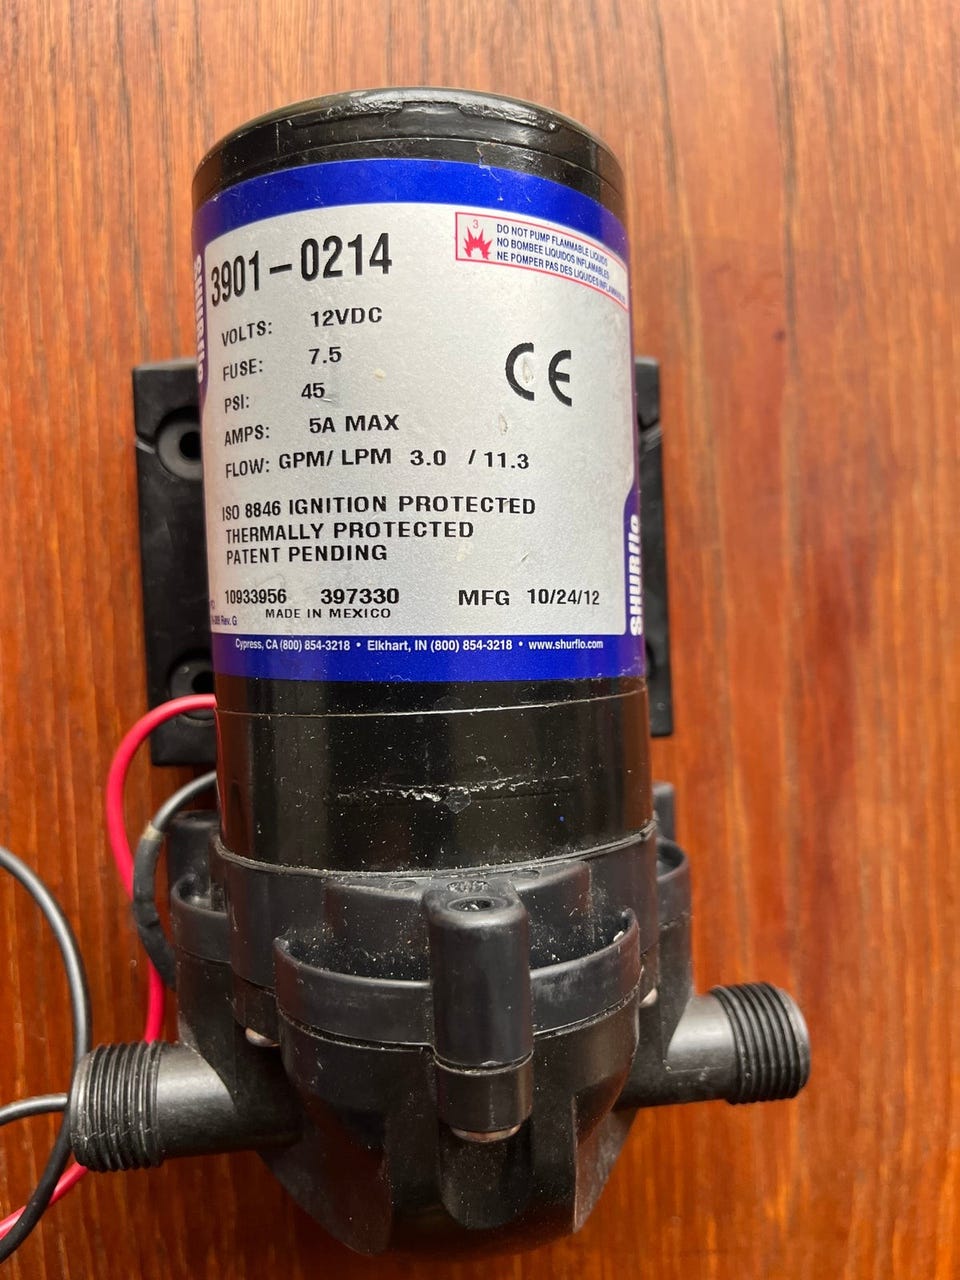 3901-0214
3
DO NOT PUMP FLAMMABLE LIQUIDS
NO BOMBEE LIQUIDOS INFLAMABLES
NE POMPER PAS DES LIQUIDES INFLAMMABLES
VOLTS: 12VDC
FUSE: 7.5
PSI: 45
AMPS: 5A MAX
FLOW: GPM/ LPM 3.0 / 11.3
CE
ISO 8846 IGNITION PROTECTED
THERMALLY PROTECTED
PATENT PENDING
10933956 397330 MFG 10/24/12
MADE IN MEXICO
Rev. G
Cypress, CA (800) 854-3218 • Elkhart, IN (800) 854-3218 • www.shurflo.com
SHURflo
SHURflo